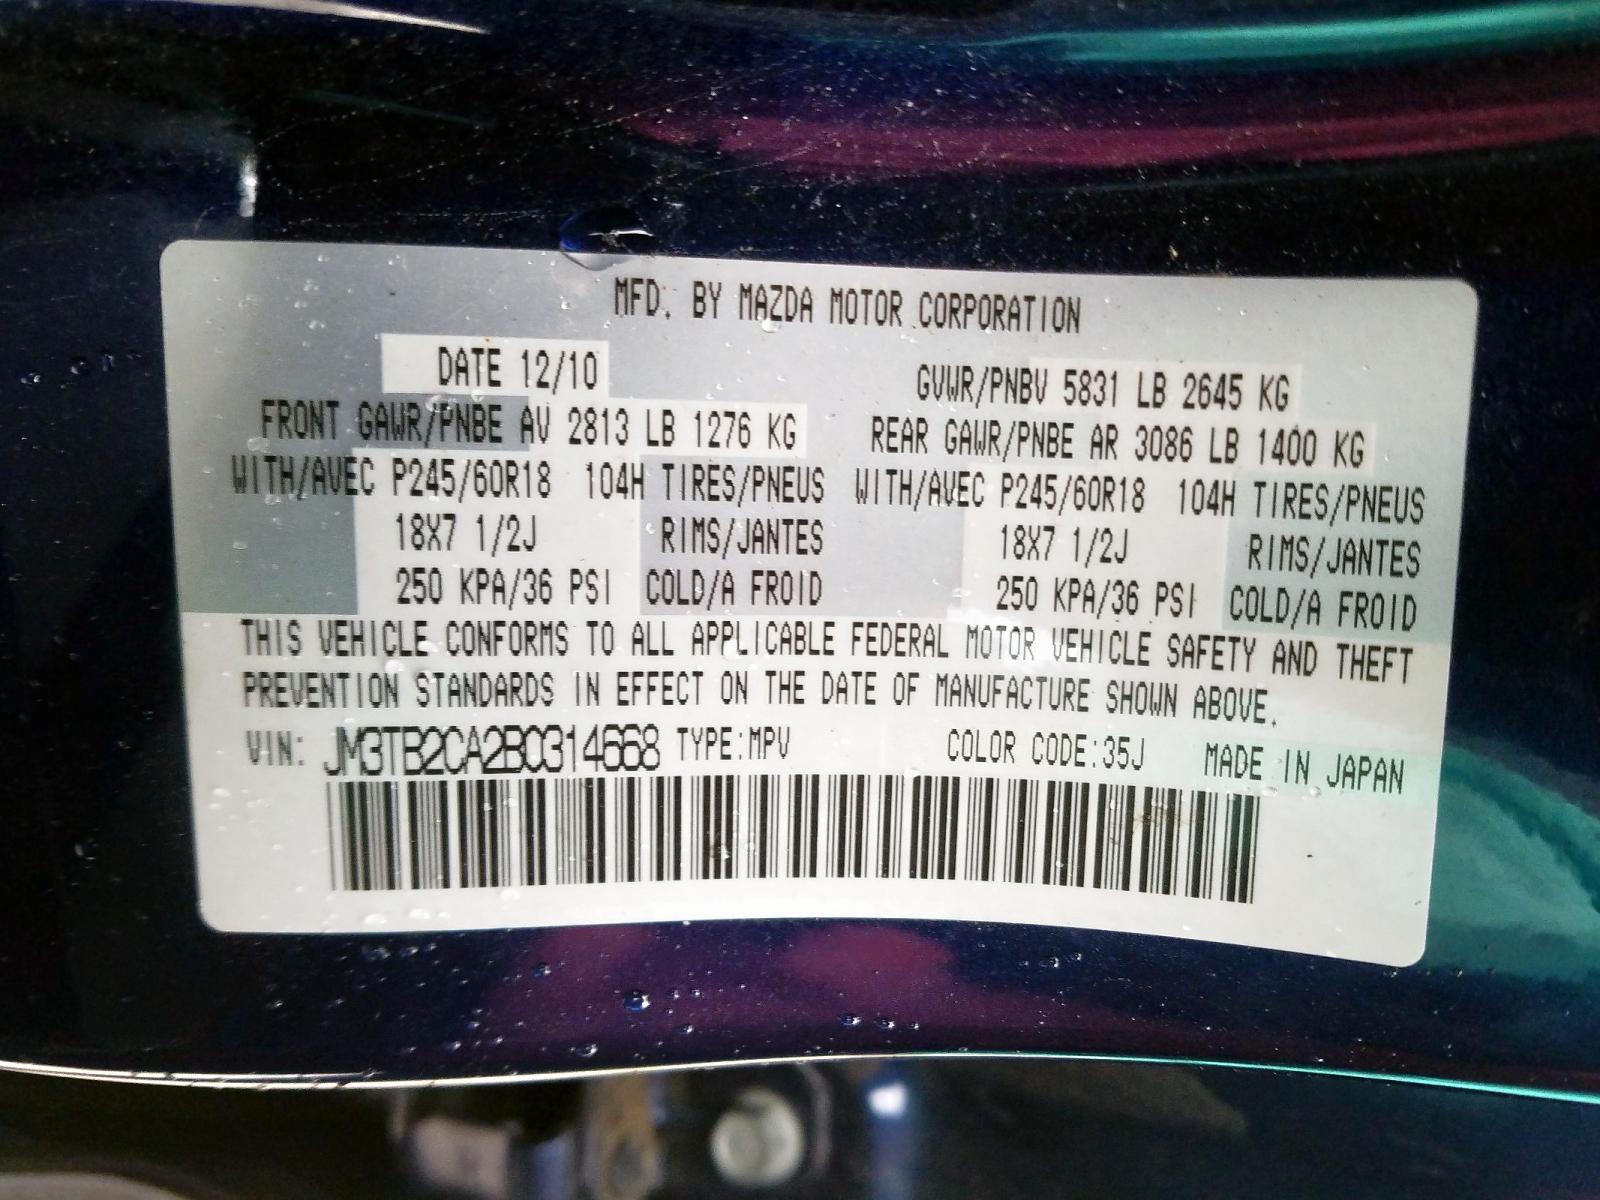 MFD. BY MAZDA MOTOR CORPORATION
DATE 12/10 GVWR/PNBV 5831 LB 2645 KG
FRONT GAWR/PNBE AV 2813 LB 1276 KG REAR GAWR/PNBE AR 3086 LB 1400 KG
WITH/AVEC P245/60R18 104H TIRES/PNEUS WITH/AVEC P245/60R18 104H TIRES/PNEUS
18X7 1/2J RIMS/JANTES 18X7 1/2J RIMS/JANTES
250 KPA/36 PSI COLD/A FROID 250 KPA/36 PSI COLD/A FROID
THIS VEHICLE CONFORMS TO ALL APPLICABLE FEDERAL MOTOR VEHICLE SAFETY AND THEFT
PREVENTION STANDARDS IN EFFECT ON THE DATE OF MANUFACTURE SHOWN ABOVE.
VIN: JM3TB2CA2B0314668 TYPE:MPV COLOR CODE:35J MADE IN JAPAN